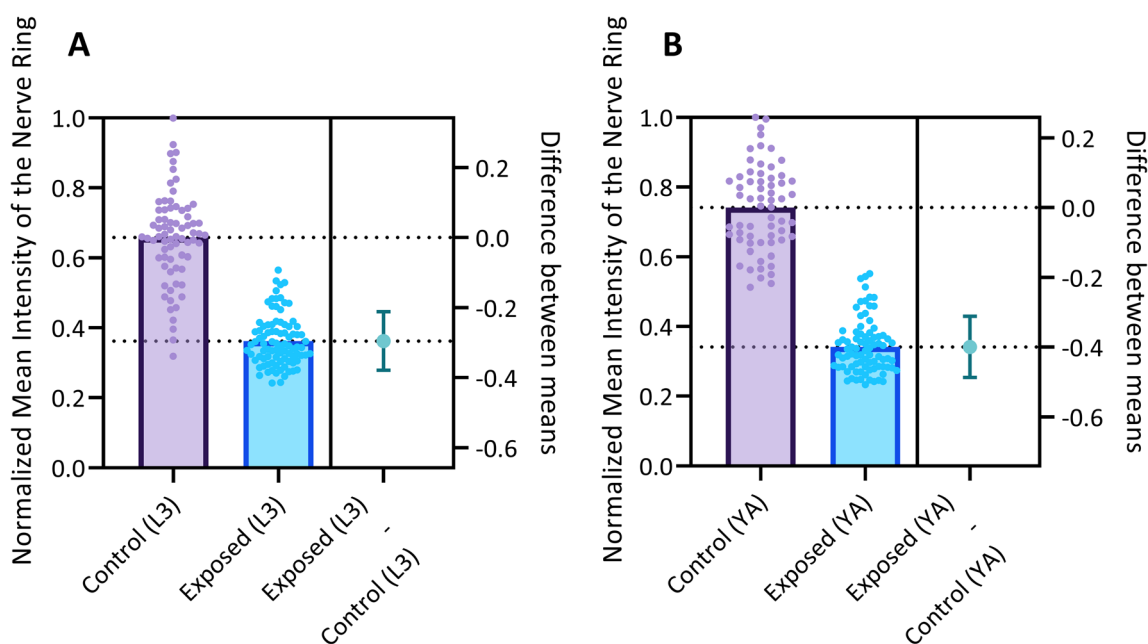 A
Normalized Mean Intensity of the Nerve Ring
1.0
0.8
0.6
0.4
0.2
0.0
0.2
0.0
-0.2
-0.4
-0.6
Difference between means
Control (L3)
Exposed (L3)
Exposed (L3)
-
Control (L3)
B
Normalized Mean Intensity of the Nerve Ring
1.0
0.8
0.6
0.4
0.2
0.0
0.2
0.0
-0.2
-0.4
-0.6
Difference between means
Control (YA)
Exposed (YA)
Exposed (YA)
-
Control (YA)